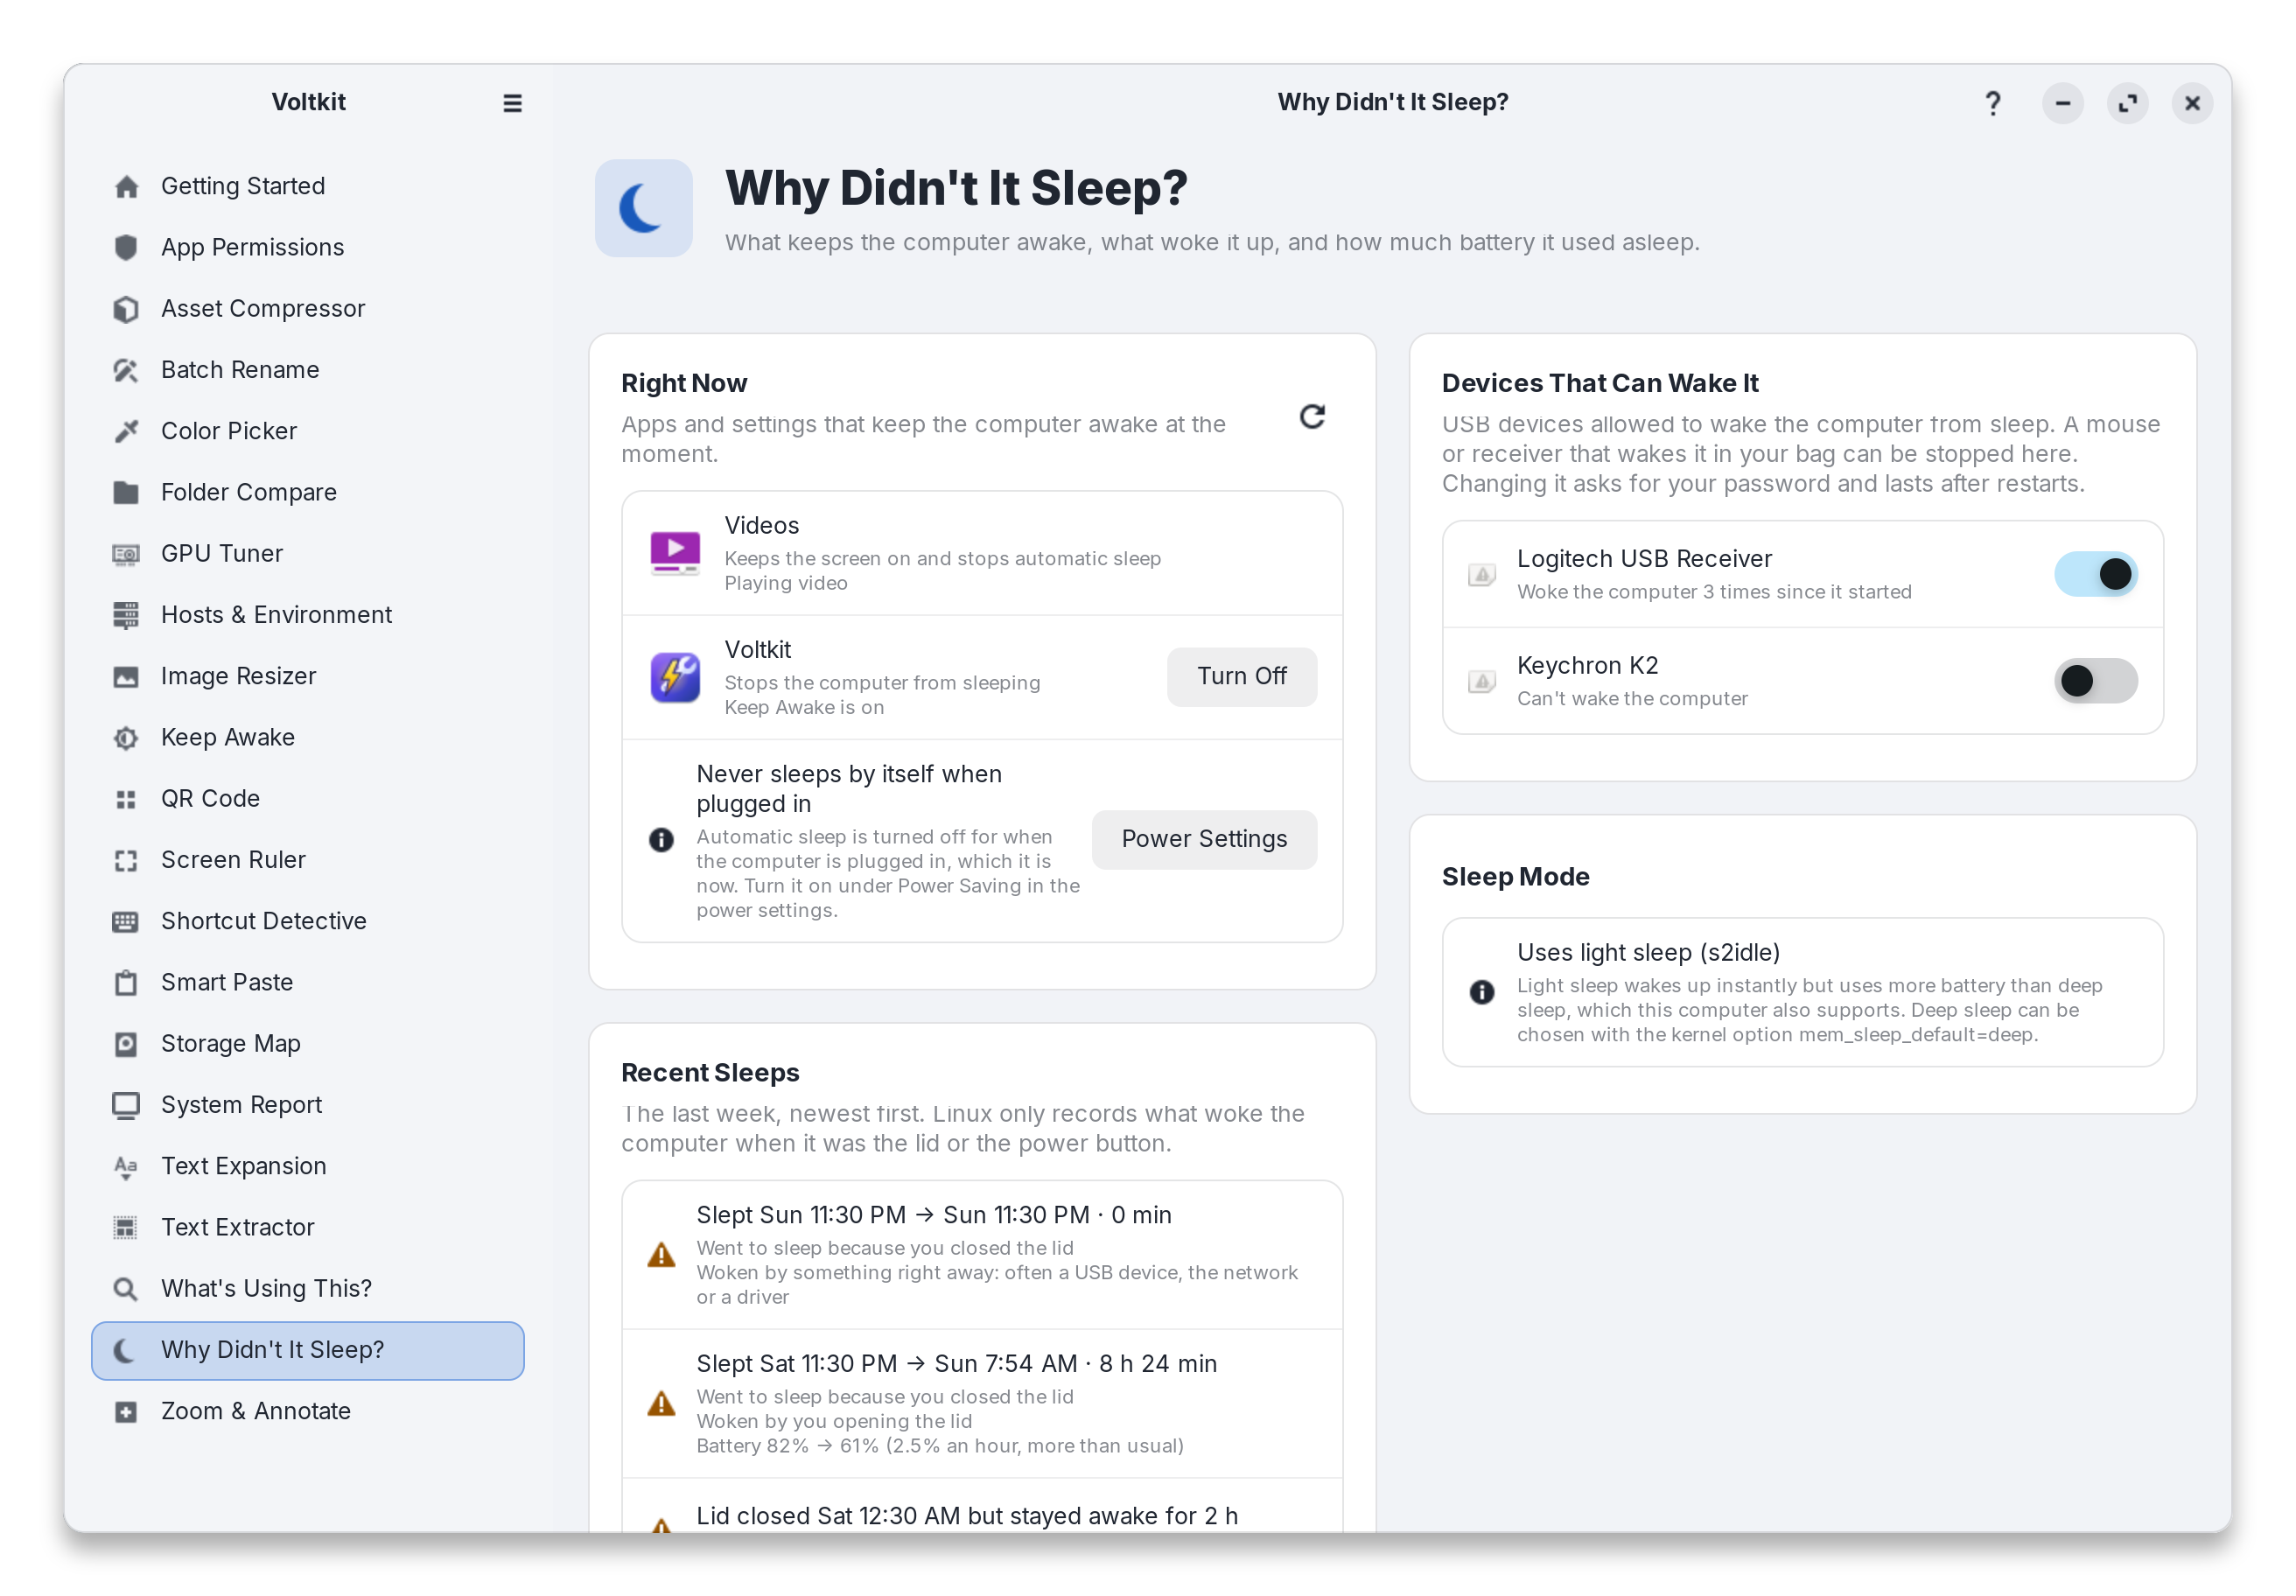 Voltkit
Why Didn't It Sleep?
?
Getting Started
App Permissions
Asset Compressor
Batch Rename
Color Picker
Folder Compare
GPU Tuner
Hosts & Environment
Image Resizer
Keep Awake
QR Code
Screen Ruler
Shortcut Detective
Smart Paste
Storage Map
System Report
Text Expansion
Text Extractor
What's Using This?
Why Didn't It Sleep?
Zoom & Annotate
Why Didn't It Sleep?
What keeps the computer awake, what woke it up, and how much battery it used asleep.
Right Now
Apps and settings that keep the computer awake at the
moment.
Videos
Keeps the screen on and stops automatic sleep
Playing video
Voltkit
Stops the computer from sleeping
Keep Awake is on
Turn Off
Never sleeps by itself when
plugged in
Automatic sleep is turned off for when
the computer is plugged in, which it is
now. Turn it on under Power Saving in the
power settings.
Power Settings
Recent Sleeps
The last week, newest first. Linux only records what woke the
computer when it was the lid or the power button.
Slept Sun 11:30 PM → Sun 11:30 PM · 0 min
Went to sleep because you closed the lid
Woken by something right away: often a USB device, the network
or a driver
Slept Sat 11:30 PM → Sun 7:54 AM · 8 h 24 min
Went to sleep because you closed the lid
Woken by you opening the lid
Battery 82% → 61% (2.5% an hour, more than usual)
Lid closed Sat 12:30 AM but stayed awake for 2 h
Devices That Can Wake It
USB devices allowed to wake the computer from sleep. A mouse
or receiver that wakes it in your bag can be stopped here.
Changing it asks for your password and lasts after restarts.
Logitech USB Receiver
Woke the computer 3 times since it started
Keychron K2
Can't wake the computer
Sleep Mode
Uses light sleep (s2idle)
Light sleep wakes up instantly but uses more battery than deep
sleep, which this computer also supports. Deep sleep can be
chosen with the kernel option mem_sleep_default=deep.